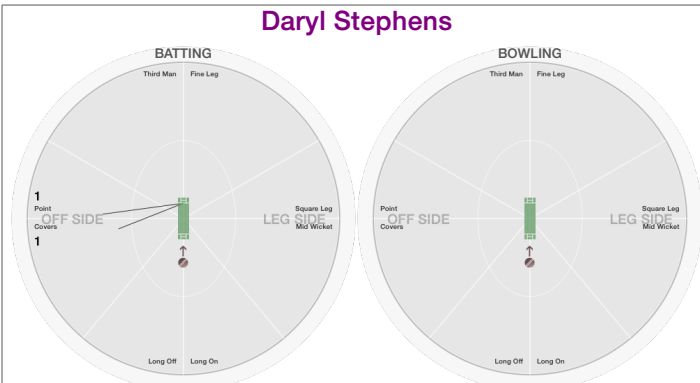 Daryl Stephens
BATTING
Third Man Fine Leg
1
Point
OFF SIDE
Covers
1
Square Leg
LEG SIDE
Mid Wicket
Long Off Long On
BOWLING
Third Man Fine Leg
Point
OFF SIDE
Covers
Square Leg
LEG SIDE
Mid Wicket
Long Off Long On